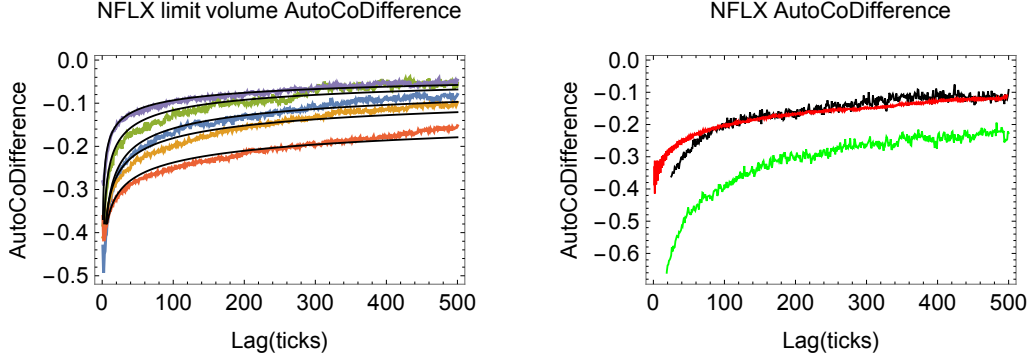 NFLX limit volume AutoCoDifference
0.0
−0.1
−0.2
−0.3
−0.4
−0.5
AutoCoDifference
0 100 200 300 400 500
Lag(ticks)
NFLX AutoCoDifference
0.0
−0.1
−0.2
−0.3
−0.4
−0.5
−0.6
AutoCoDifference
0 100 200 300 400 500
Lag(ticks)